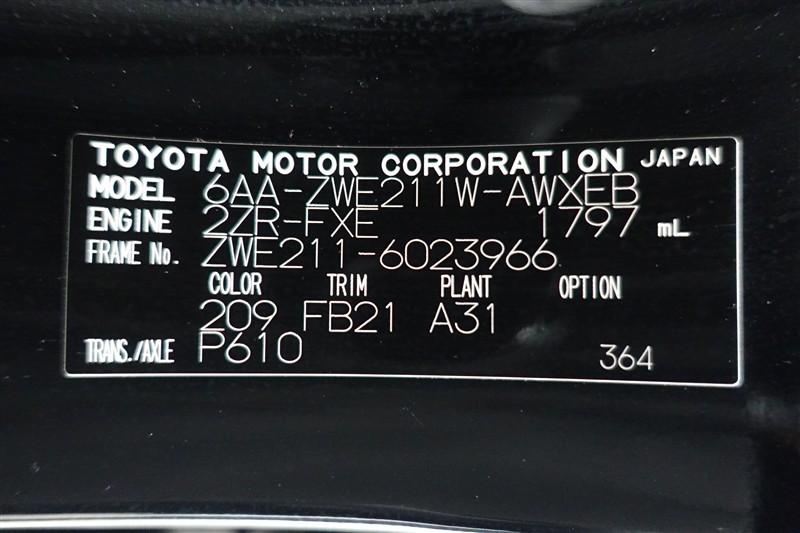 TOYOTA MOTOR CORPORATION JAPAN
MODEL 6AA-ZWE211W-AWXEB
ENGINE 2ZR-FXE 1797 mL
FRAME No. ZWE211-6023966
COLOR TRIM PLANT OPTION
209 FB21 A31
TRANS./AXLE P610 364